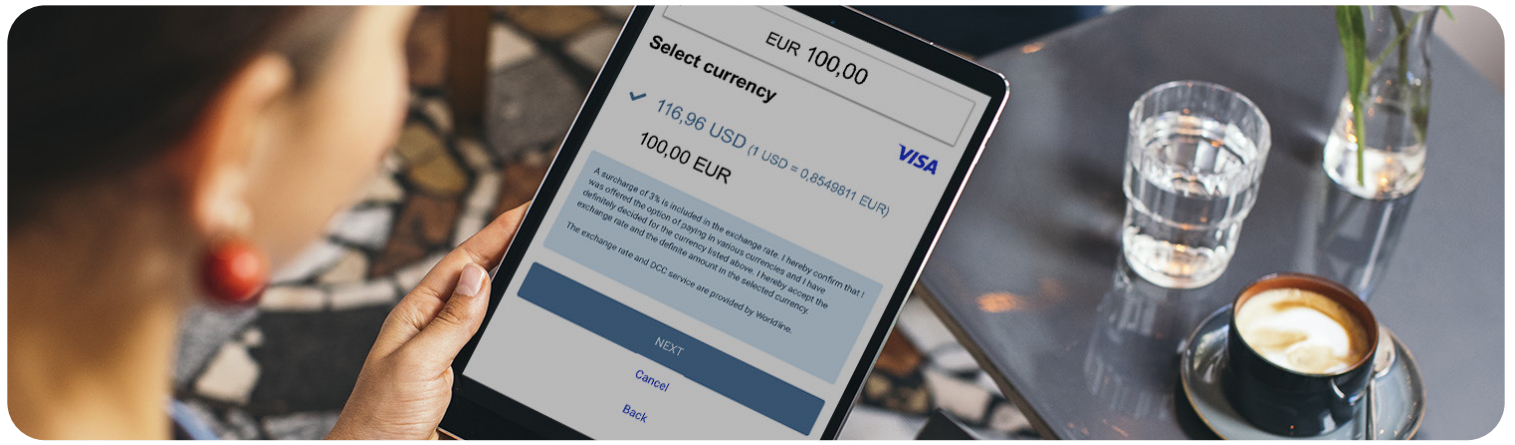 EUR 100,00
Select currency
116,96 USD (1 USD = 0,8549811 EUR)
VISA
100,00 EUR
A surcharge of 3% is included in the exchange rate. I hereby confirm that I
was offered the option of paying in various currencies and I have
definitely decided for the currency listed above. I hereby accept the
exchange rate and the definite amount in the selected currency.
The exchange rate and DCC service are provided by Worldline.
NEXT
Cancel
Back